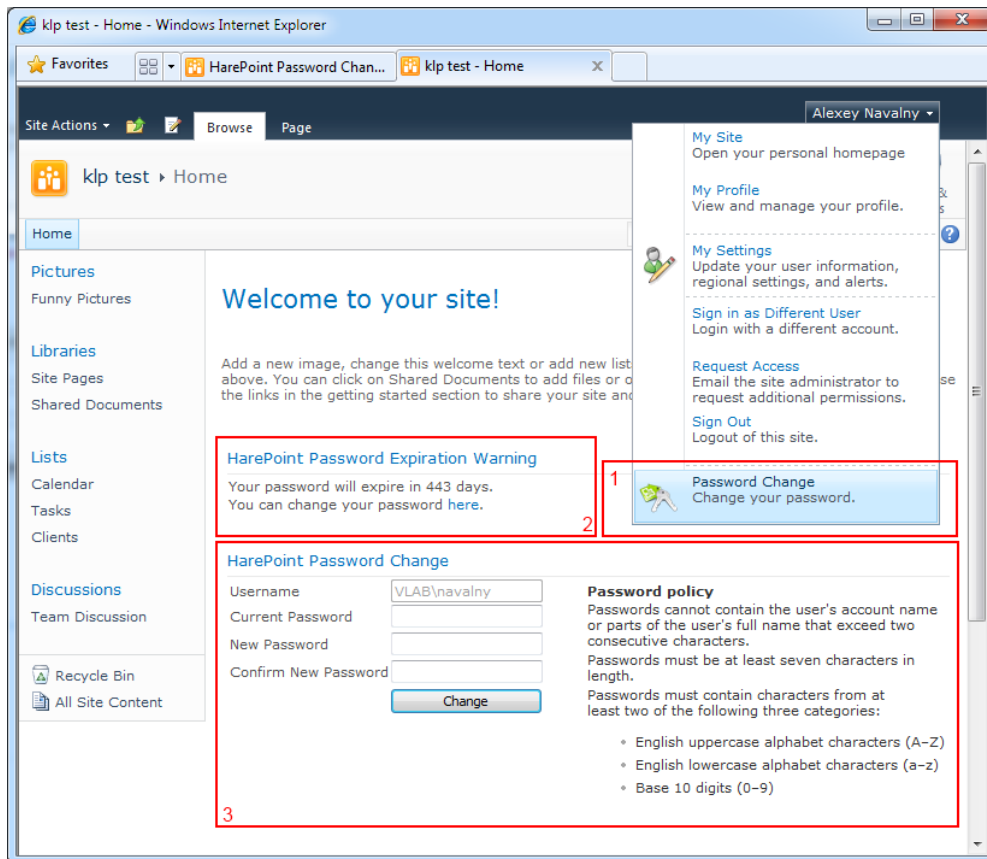 klp test - Home - Windows Internet Explorer
Favorites
HarePoint Password Chan...
klp test - Home
Site Actions
Browse
Page
Alexey Navalny
klp test ▸ Home
Home
Pictures
Funny Pictures
Libraries
Site Pages
Shared Documents
Lists
Calendar
Tasks
Clients
Discussions
Team Discussion
Recycle Bin
All Site Content
Welcome to your site!
Add a new image, change this welcome text or add new list
above. You can click on Shared Documents to add files or o
the links in the getting started section to share your site and
My Site
Open your personal homepage
My Profile
View and manage your profile.
My Settings
Update your user information,
regional settings, and alerts.
Sign in as Different User
Login with a different account.
Request Access
Email the site administrator to
request additional permissions.
Sign Out
Logout of this site.
1
Password Change
Change your password.
&
s
se
HarePoint Password Expiration Warning
Your password will expire in 443 days.
You can change your password here.
2
HarePoint Password Change
Username
VLAB\navalny
Current Password
New Password
Confirm New Password
Change
Password policy
Passwords cannot contain the user's account name
or parts of the user's full name that exceed two
consecutive characters.
Passwords must be at least seven characters in
length.
Passwords must contain characters from at
least two of the following three categories:
• English uppercase alphabet characters (A–Z)
• English lowercase alphabet characters (a–z)
• Base 10 digits (0–9)
3